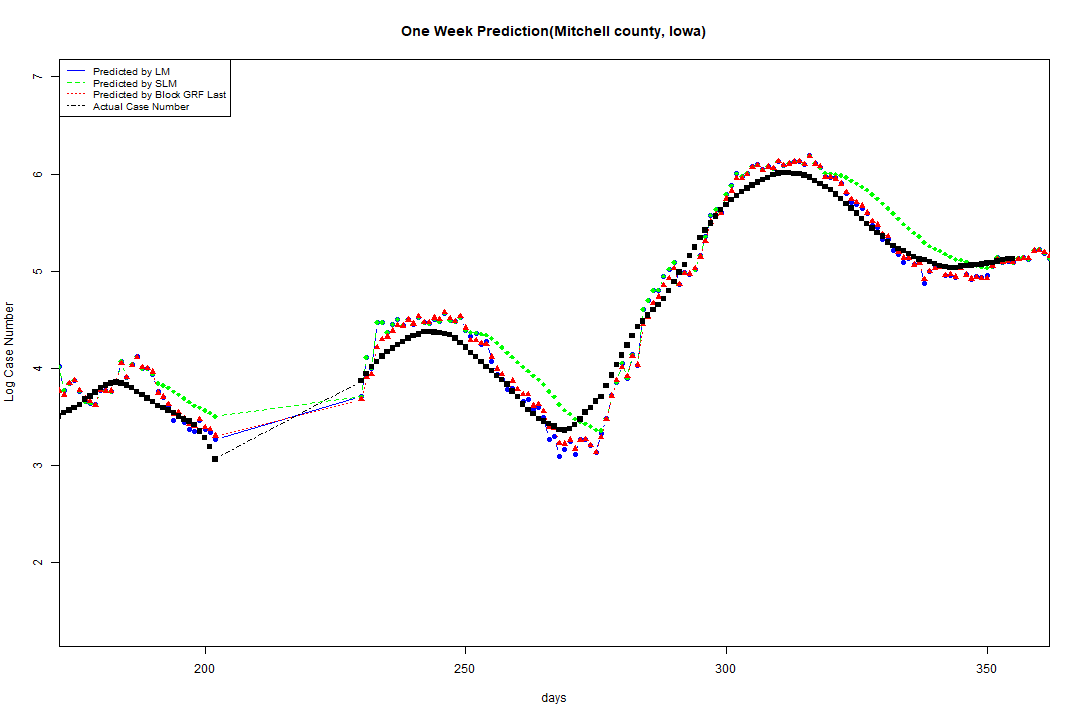 One Week Prediction(Mitchell county, Iowa)
Predicted by LM
Predicted by SLM
Predicted by Block GRF Last
Actual Case Number
Log Case Number
7
6
5
4
3
2
200
250
300
350
days